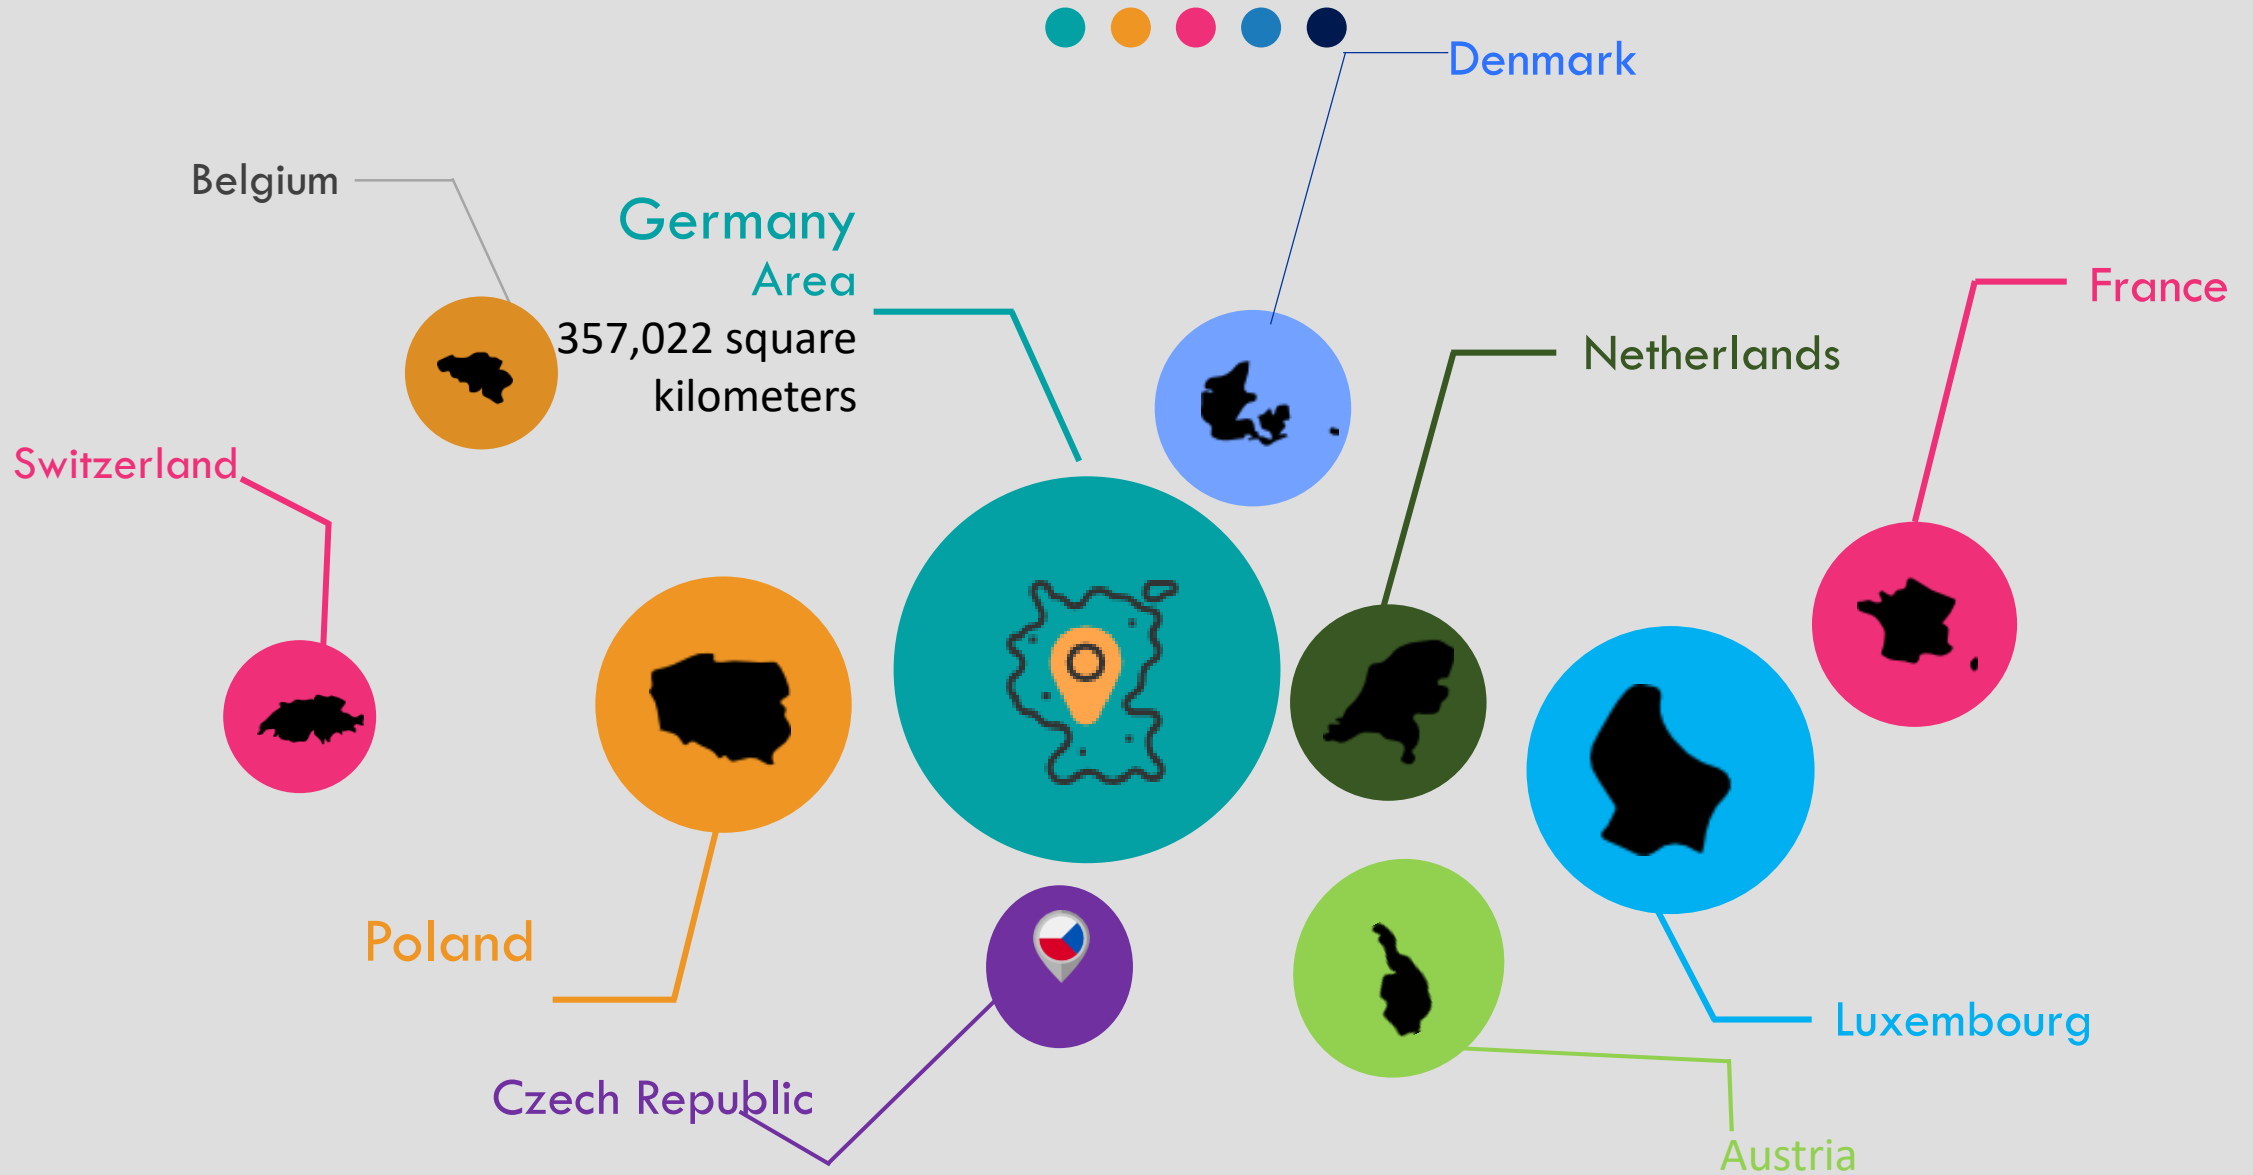 Denmark
Belgium
Germany
Area
357,022 square
kilometers
France
Netherlands
Switzerland
Poland
Luxembourg
Czech Republic
Austria